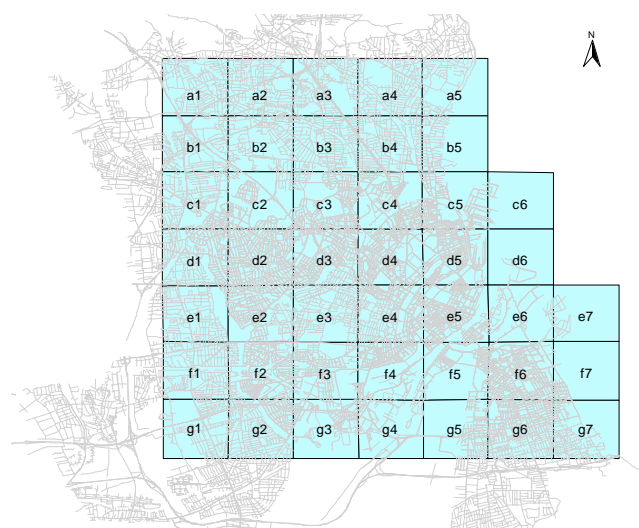 N
a1 a2 a3 a4 a5
b1 b2 b3 b4 b5
c1 c2 c3 c4 c5 c6
d1 d2 d3 d4 d5 d6
e1 e2 e3 e4 e5 e6 e7
f1 f2 f3 f4 f5 f6 f7
g1 g2 g3 g4 g5 g6 g7